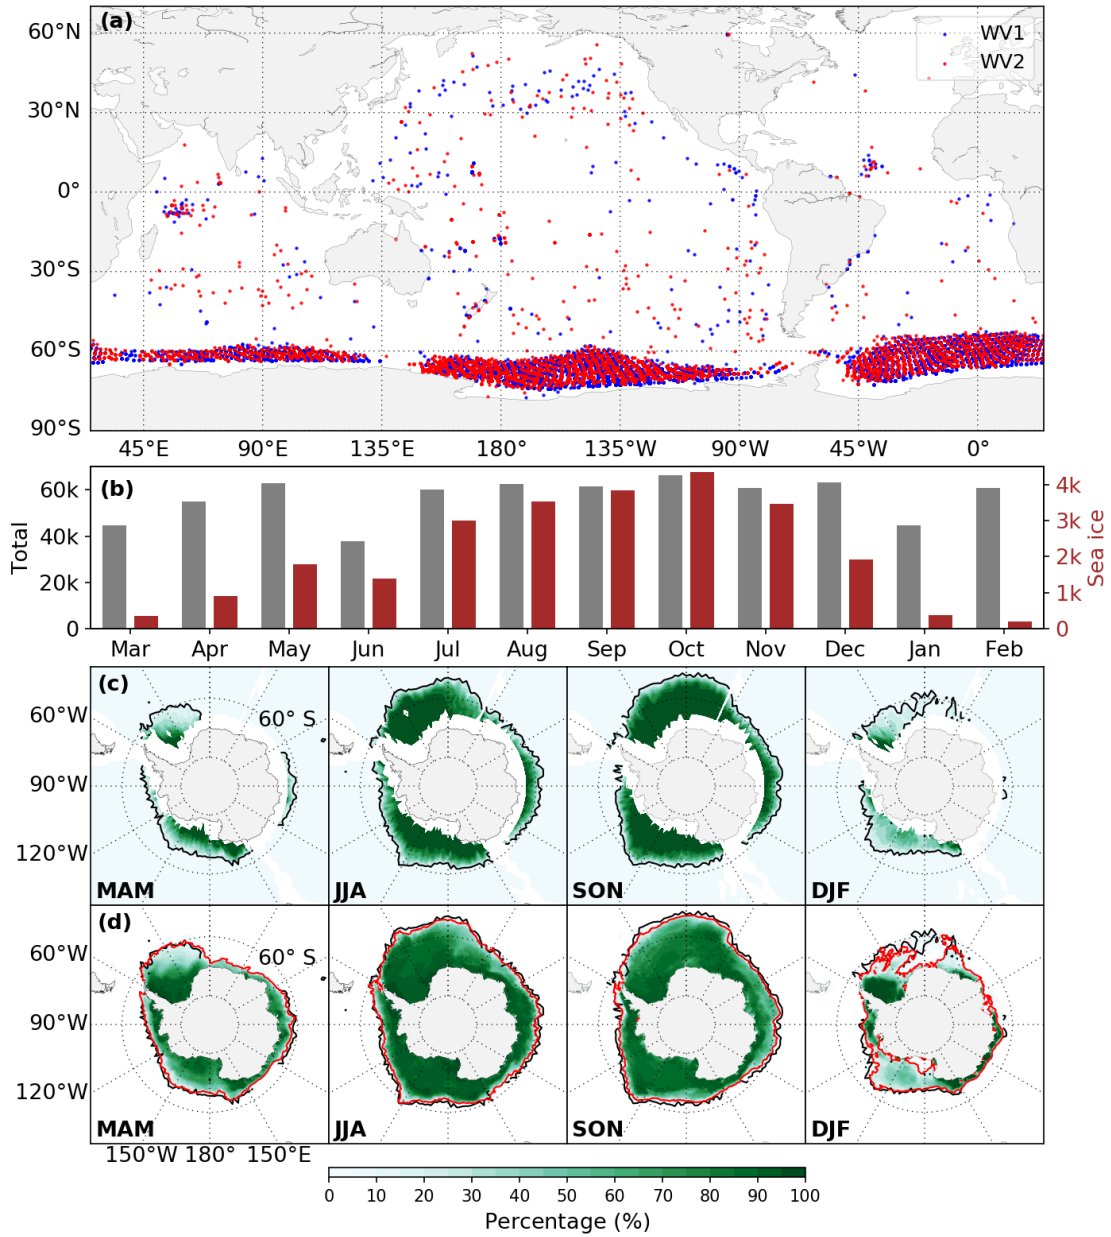 (a)
WV1
WV2
60°N
30°N
0°
30°S
60°S
90°S
45°E 90°E 135°E 180° 135°W 90°W 45°W 0°
(b)
Total
60k
40k
20k
0
Sea ice
4k
3k
2k
1k
0
Mar Apr May Jun Jul Aug Sep Oct Nov Dec Jan Feb
(c)
60° S
60°W
90°W
120°W
MAM JJA SON DJF
(d)
60° S
60°W
90°W
120°W
MAM JJA SON DJF
150°W 180° 150°E
0 10 20 30 40 50 60 70 80 90 100
Percentage (%)